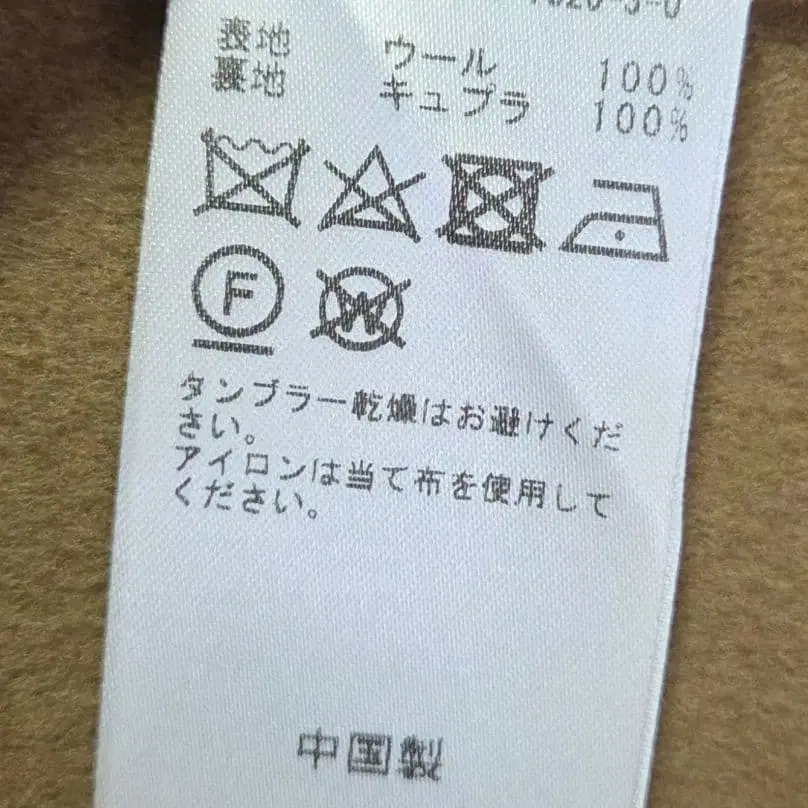 表地 ウール 100%
裏地 キュプラ 100%
F
W
タンブラー乾燥はお避けくだ
さい。
アイロンは当て布を使用して
ください。
中国製